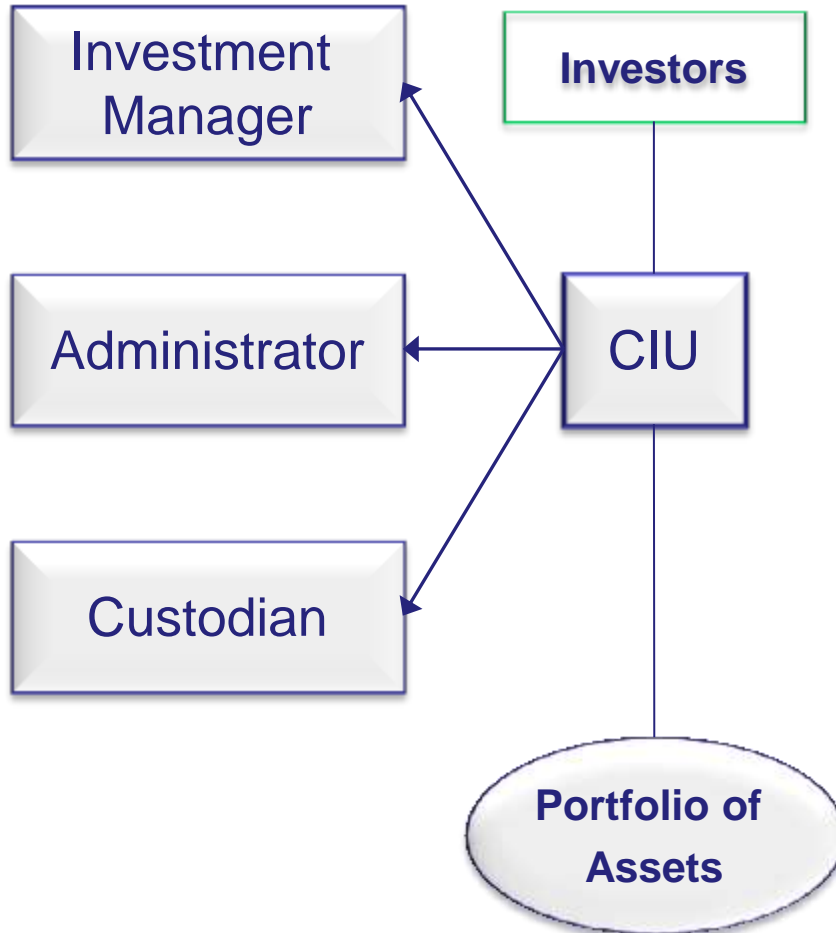 Investment
Manager
Investors
Administrator
CIU
Custodian
Portfolio of
Assets